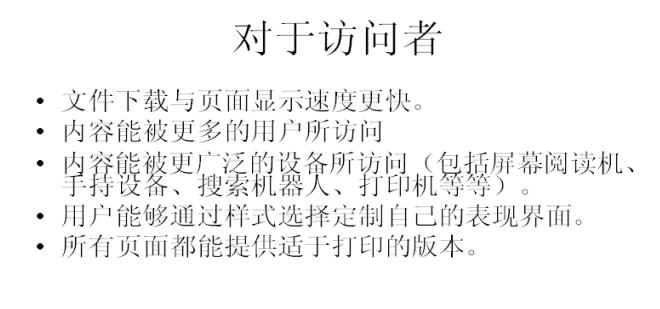 对于访问者
• 文件下载与页面显示速度更快。
• 内容能被更多的用户所访问
• 内容能被更广泛的设备所访问（包括屏幕阅读机、
手持设备、搜索机器人、打印机等等）。
• 用户能够通过样式选择定制自己的表现界面。
• 所有页面都能提供适于打印的版本。